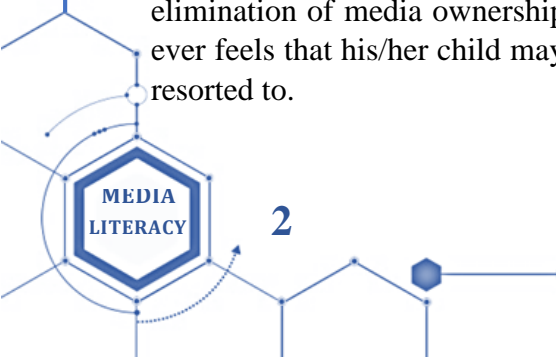 elimination of media ownership
ever feels that his/her child may
resorted to.
MEDIA
LITERACY
2